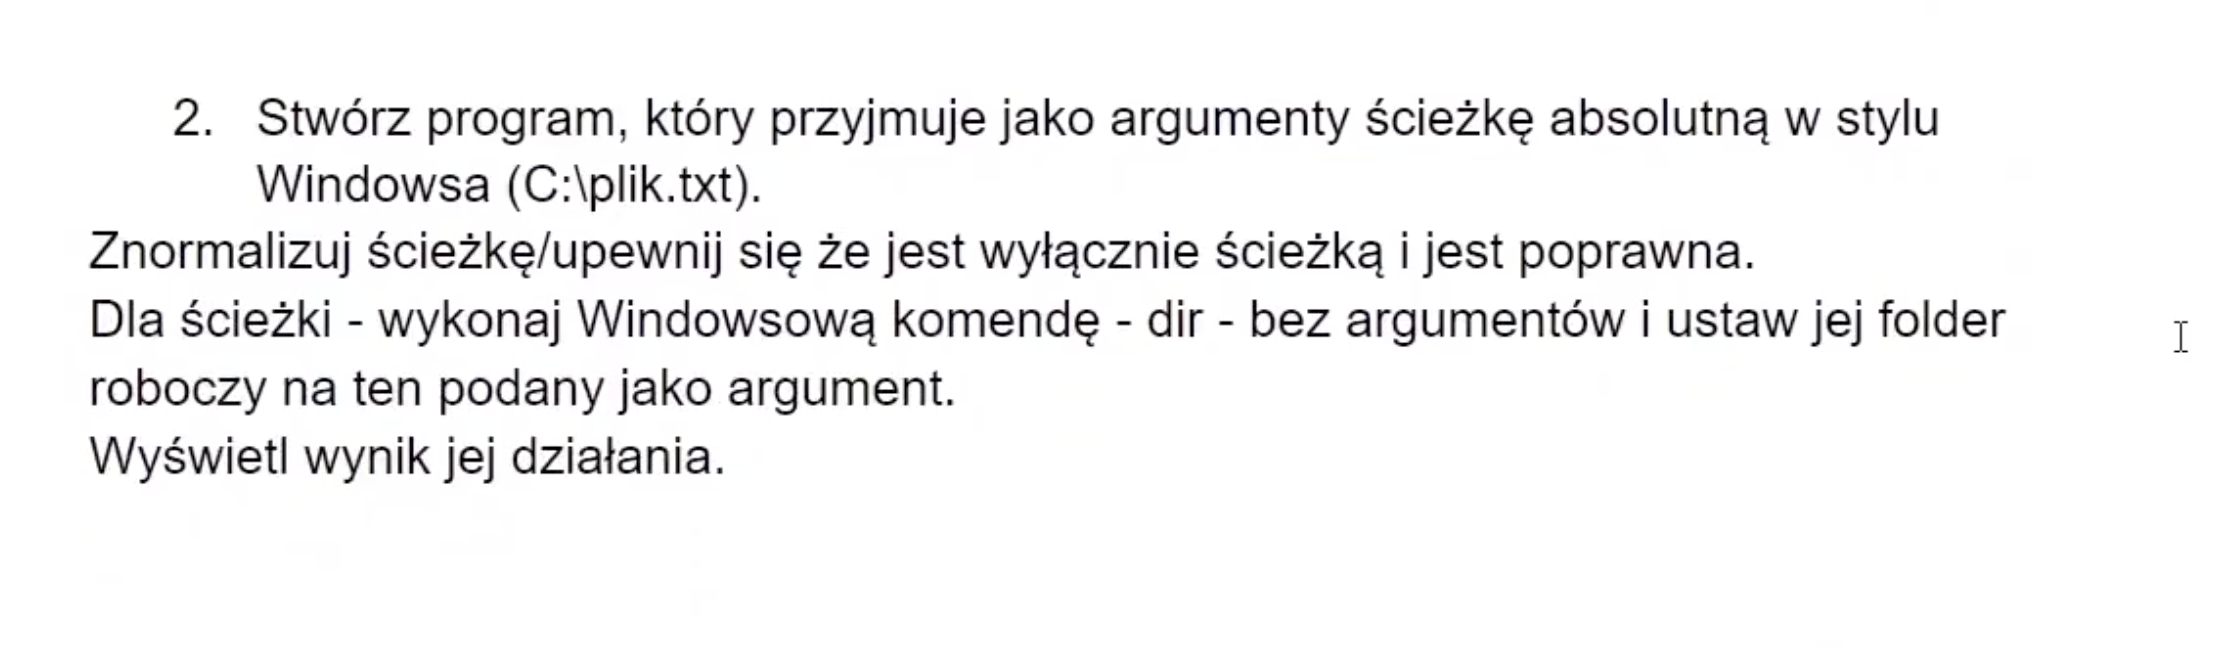 2. Stwórz program, który przyjmuje jako argumenty ścieżkę absolutną w stylu
Windowsa (C:\plik.txt).
Znormalizuj ścieżkę/upewnij się że jest wyłącznie ścieżką i jest poprawna.
Dla ścieżki - wykonaj Windowsową komendę - dir - bez argumentów i ustaw jej folder
roboczy na ten podany jako argument.
Wyświetl wynik jej działania.